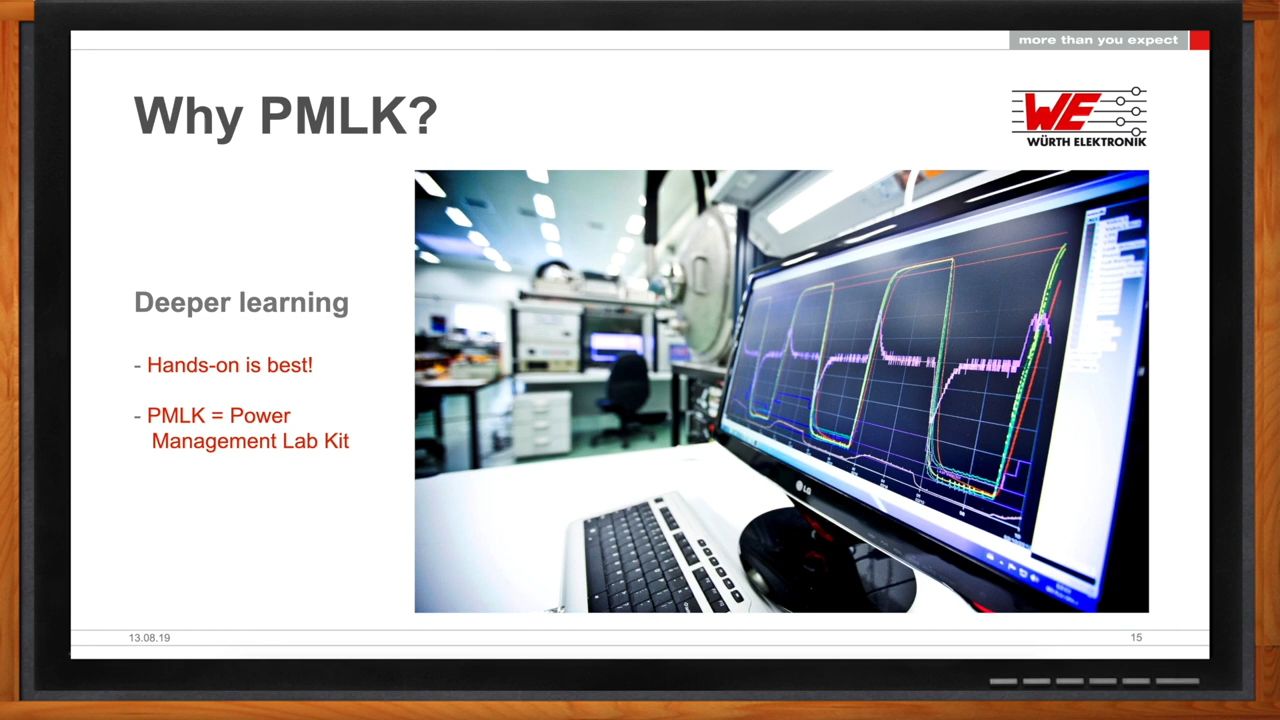 more than you expect
Why PMLK?
WE
WÜRTH ELEKTRONIK
Deeper learning
- Hands-on is best!
- PMLK = Power
Management Lab Kit
LG
13.08.19
15